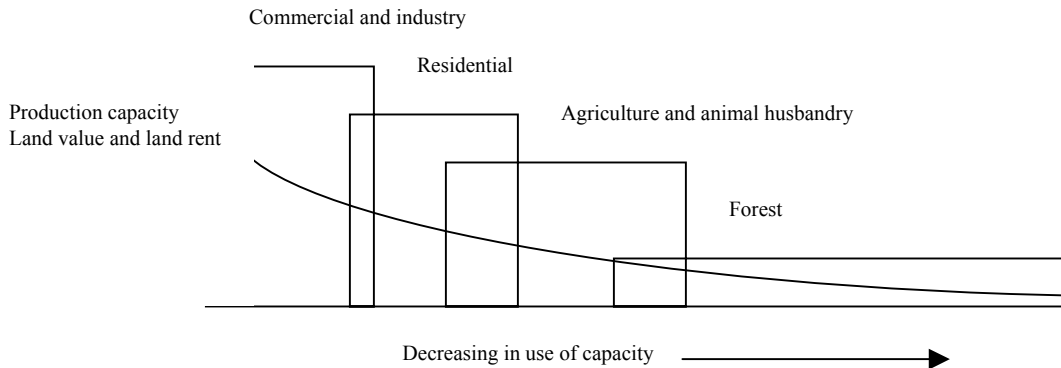 Commercial and industry
Residential
Production capacity
Land value and land rent
Agriculture and animal husbandry
Forest
Decreasing in use of capacity